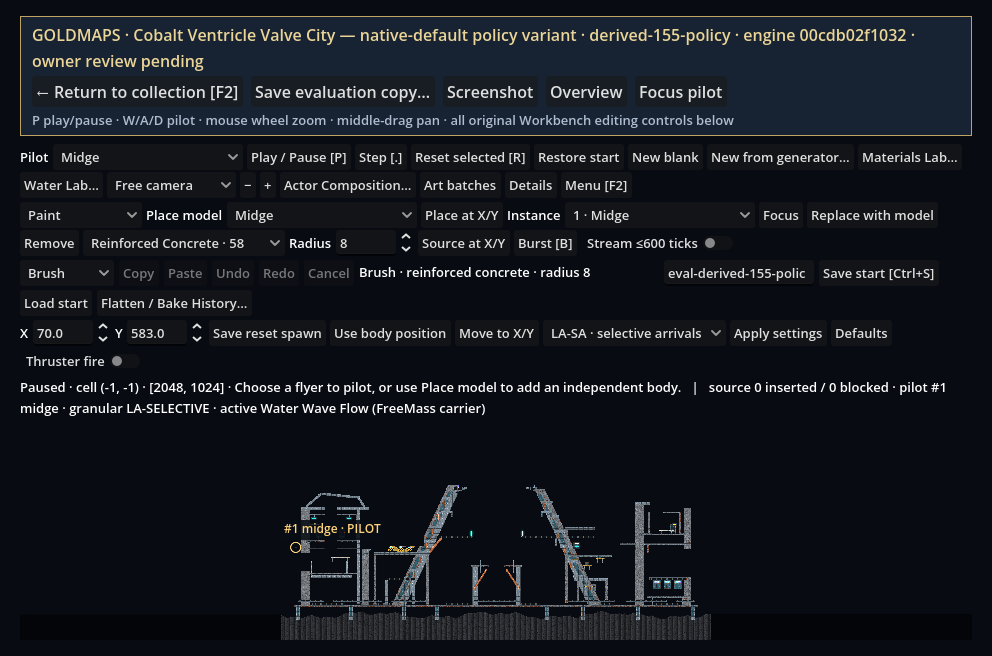 GOLDMAPS · Cobalt Ventricle Valve City — native-default policy variant · derived-155-policy · engine 00cdb02f1032 ·
owner review pending
← Return to collection [F2] Save evaluation copy... Screenshot Overview Focus pilot
P play/pause · W/A/D pilot · mouse wheel zoom · middle-drag pan · all original Workbench editing controls below
Pilot Midge Play / Pause [P] Step [.] Reset selected [R] Restore start New blank New from generator... Materials Lab...
Water Lab... Free camera − + Actor Composition... Art batches Details Menu [F2]
Paint Place model Midge Place at X/Y Instance 1 · Midge Focus Replace with model
Remove Reinforced Concrete · 58 Radius 8 Source at X/Y Burst [B] Stream ≤600 ticks
Brush Copy Paste Undo Redo Cancel Brush · reinforced concrete · radius 8 eval-derived-155-polic Save start [Ctrl+S]
Load start Flatten / Bake History...
X 70.0 Y 583.0 Save reset spawn Use body position Move to X/Y LA-SA · selective arrivals Apply settings Defaults
Thruster fire
Paused · cell (-1, -1) · [2048, 1024] · Choose a flyer to pilot, or use Place model to add an independent body. | source 0 inserted / 0 blocked · pilot #1
midge · granular LA-SELECTIVE · active Water Wave Flow (FreeMass carrier)
#1 midge · PILOT